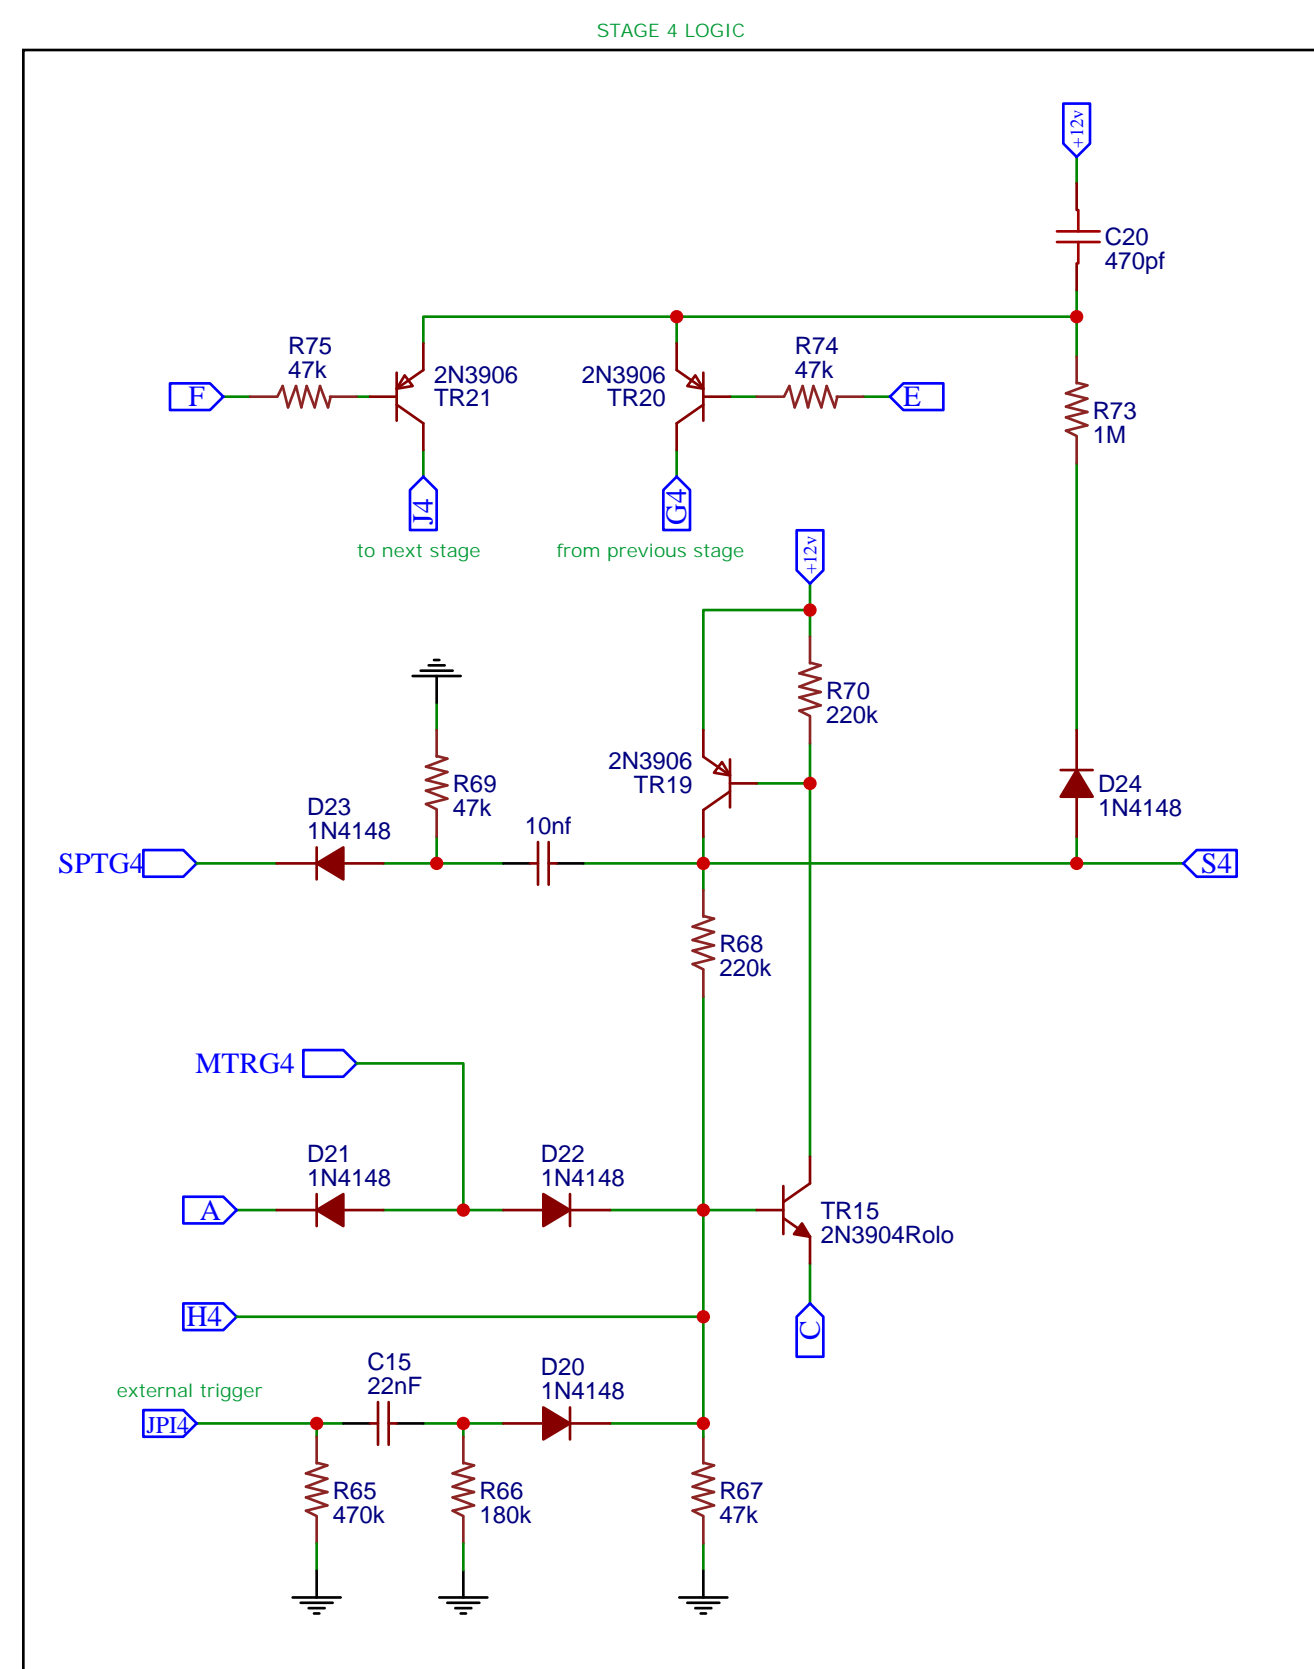 STAGE 4 LOGIC
+12v
C20
470pf
R75
47k
F
2N3906
TR21
2N3906
TR20
R74
47k
E
R73
1M
J4
G4
to next stage
from previous stage
+12v
R70
220k
2N3906
TR19
R69
47k
D24
1N4148
D23
1N4148
10nf
SPTG4
S4
R68
220k
MTRG4
D21
1N4148
D22
1N4148
A
TR15
2N3904Rolo
H4
C
C15
22nF
D20
1N4148
external trigger
JPI4
R65
470k
R66
180k
R67
47k